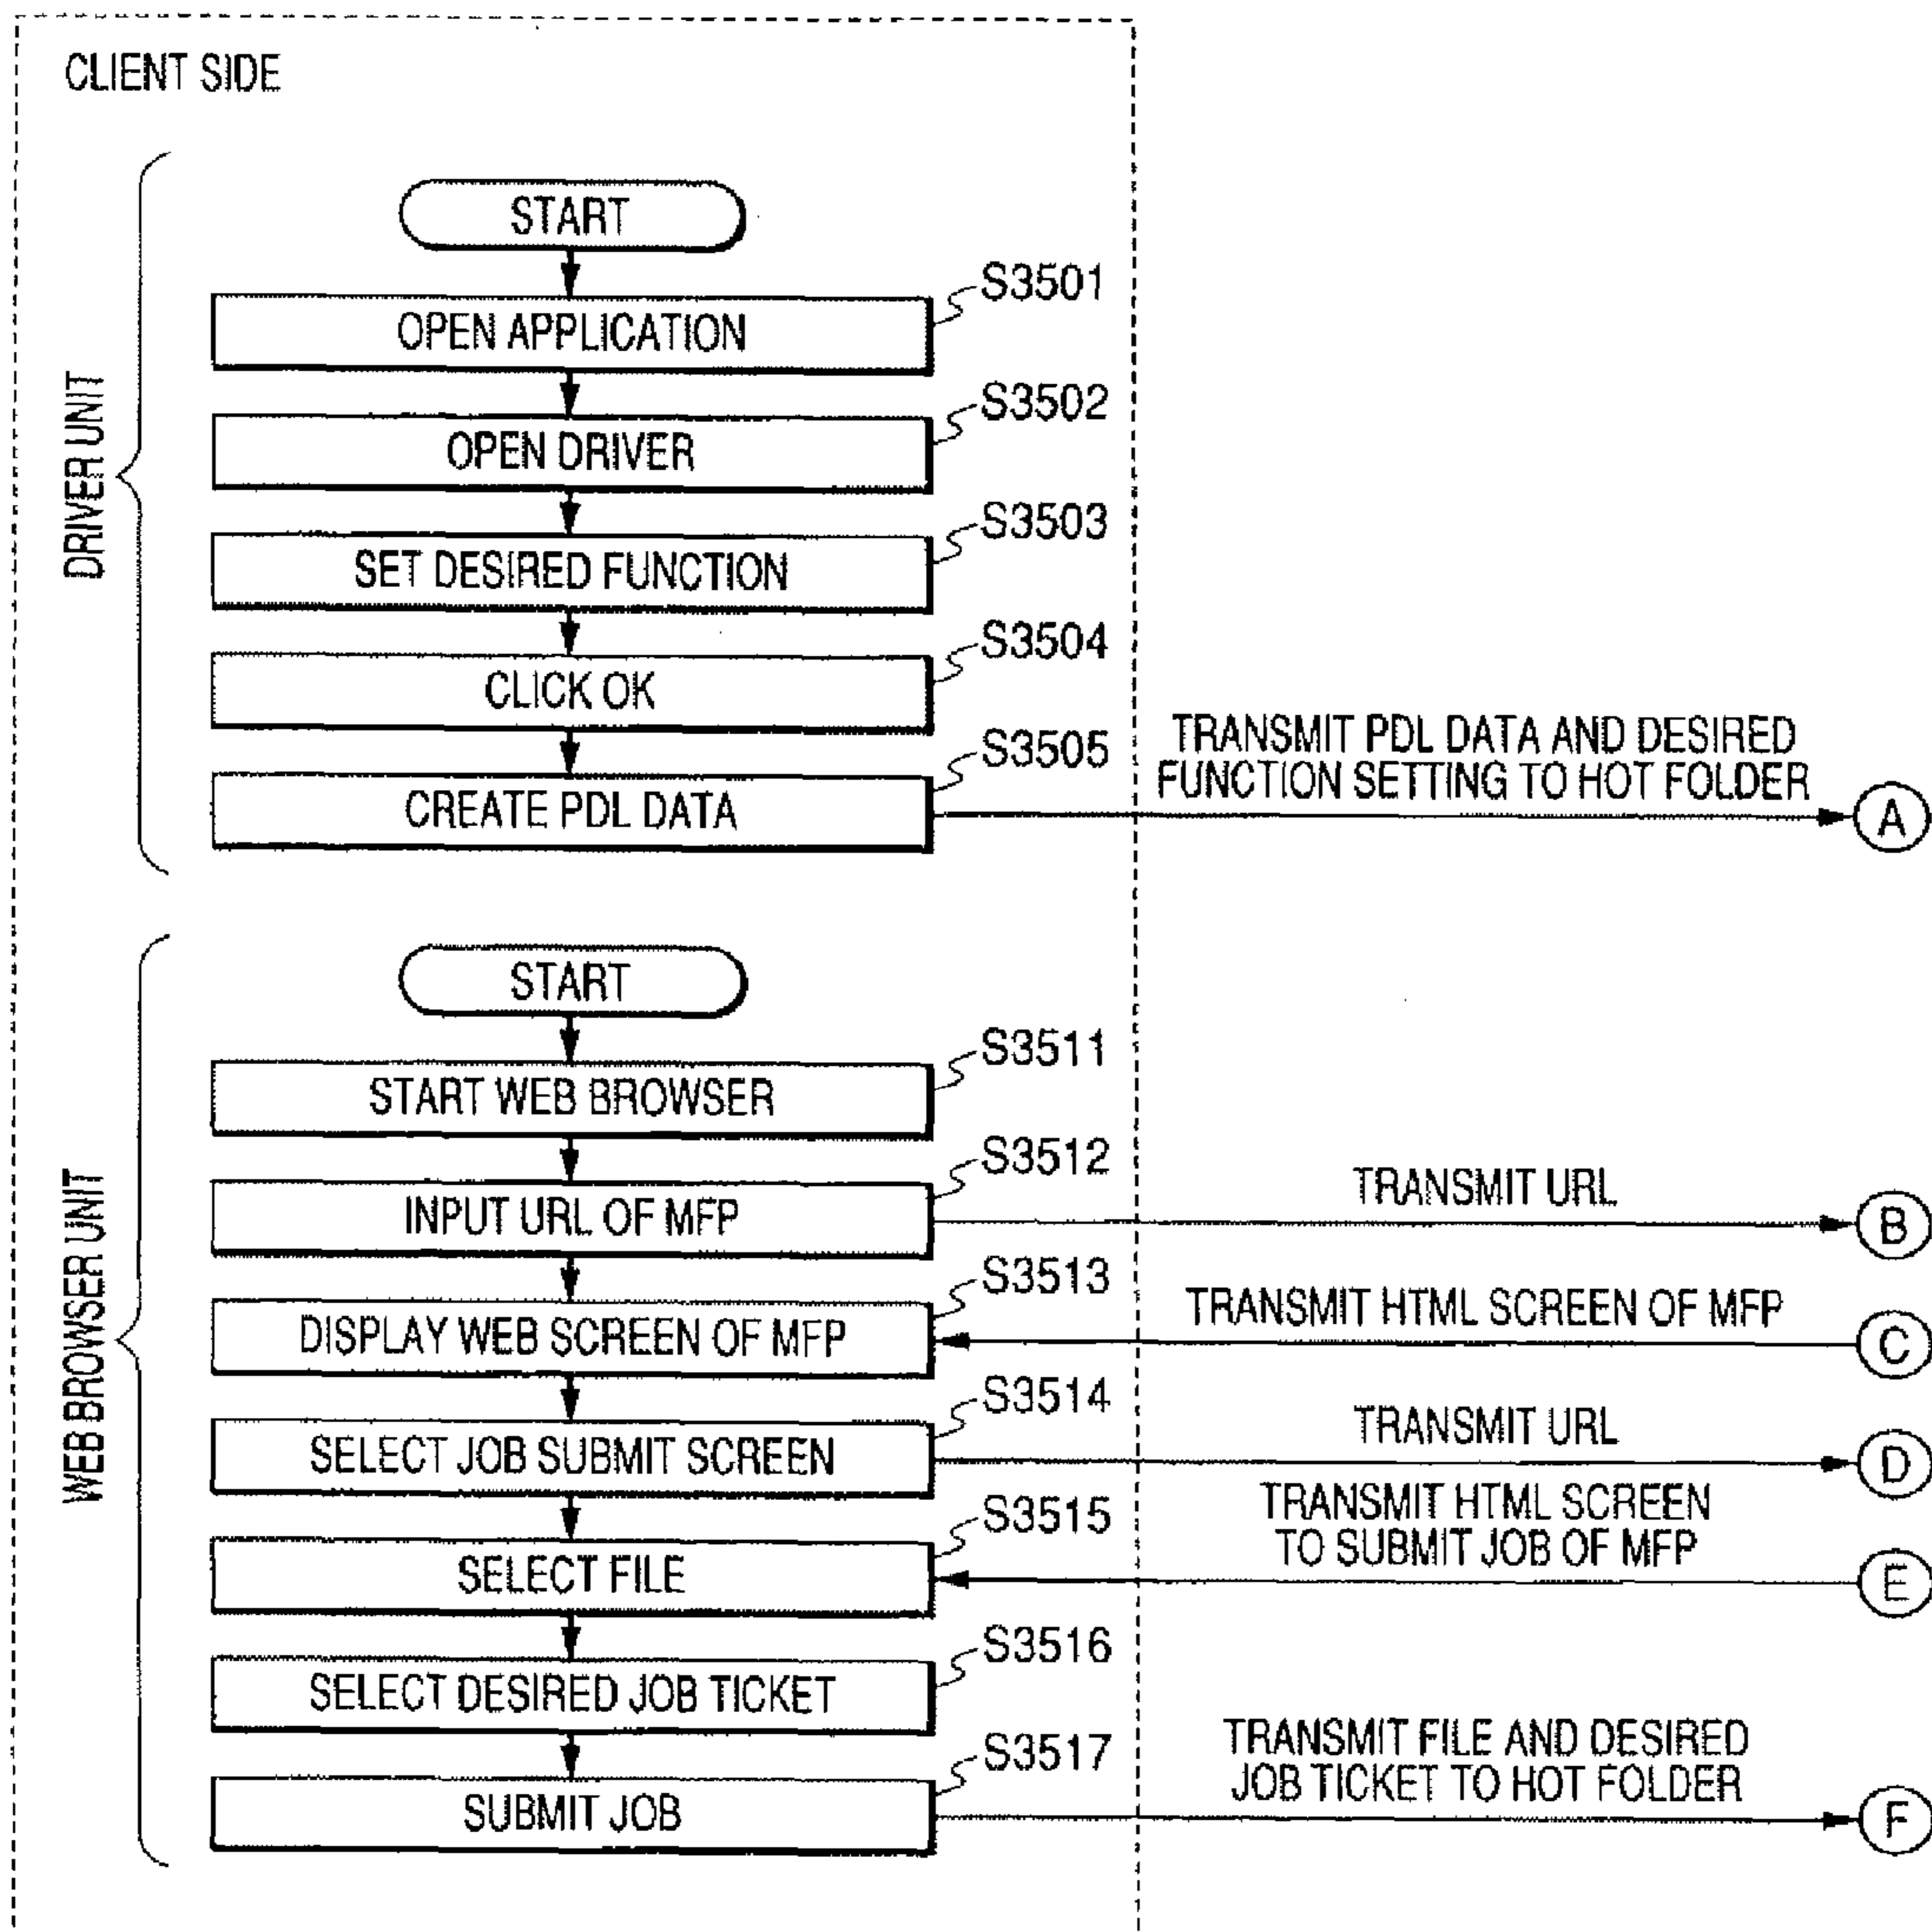 CLIENT SIDE
DRIVER UNIT
START
S3501
OPEN APPLICATION
S3502
OPEN DRIVER
S3503
SET DESIRED FUNCTION
S3504
CLICK OK
S3505
CREATE PDL DATA
TRANSMIT PDL DATA AND DESIRED
FUNCTION SETTING TO HOT FOLDER
A
WEB BROWSER UNIT
START
S3511
START WEB BROWSER
S3512
INPUT URL OF MFP
TRANSMIT URL
B
S3513
DISPLAY WEB SCREEN OF MFP
TRANSMIT HTML SCREEN OF MFP
C
S3514
SELECT JOB SUBMIT SCREEN
TRANSMIT URL
D
S3515
SELECT FILE
TRANSMIT HTML SCREEN
TO SUBMIT JOB OF MFP
E
S3516
SELECT DESIRED JOB TICKET
S3517
SUBMIT JOB
TRANSMIT FILE AND DESIRED
JOB TICKET TO HOT FOLDER
F